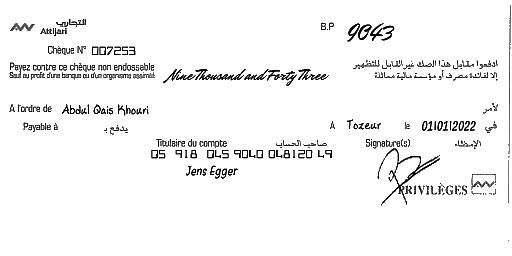 التجاري
Attijari
B.P 9043
Chèque N° 007253
Payez contre ce chèque non endossable
Sauf au profit d'une banque ou d'un organisme assimilé
Nine Thousand and Forty Three
ادفعوا مقابل هذا الصك غير القابل للتظهير
إلا لفائدة مصرف أو مؤسسة مالية مماثلة
A l'ordre de Abdul Qais Khouri لأمر
Payable à يدفع بـ A Tozeur le 01/01/2022 في
Titulaire du compte صاحب الحساب Signature(s) الإمضاء
05 918 045 9040 048120 49
Jens Egger
PRIVILÈGES